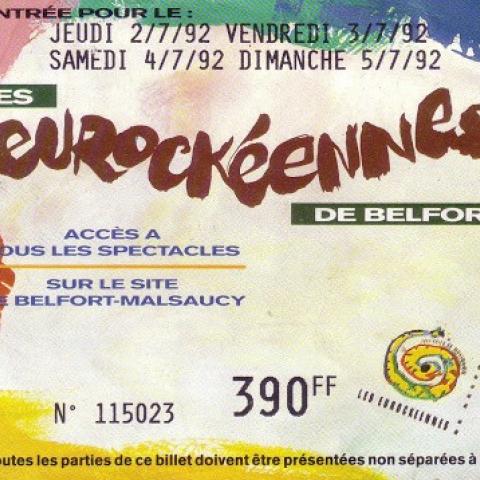 NTRÉE POUR LE :
JEUDI 2/7/92 VENDREDI 3/7/92
SAMEDI 4/7/92 DIMANCHE 5/7/92
ES
EUROCKÉENNES
DE BELFOR
ACCÈS A
OUS LES SPECTACLES
SUR LE SITE
E BELFORT-MALSAUCY
390FF
LES EUROCKEENNES
N° 115023
outes les parties de ce billet doivent être présentées non séparées à